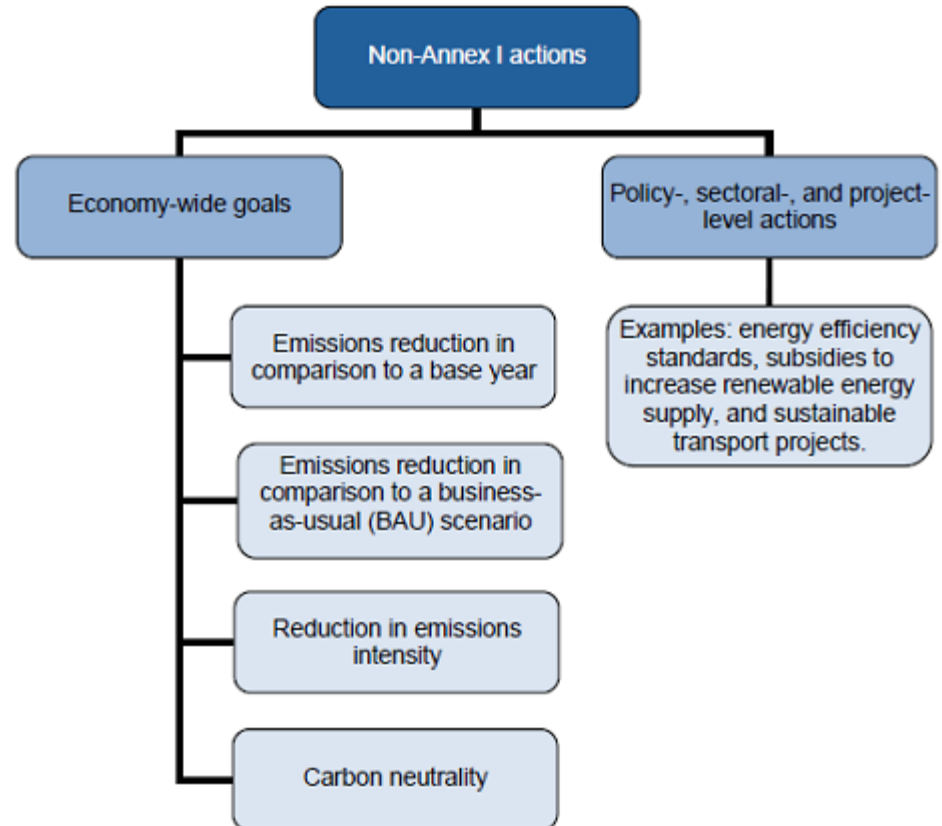 Non-Annex I actions
Economy-wide goals
Policy-, sectoral-, and project-
level actions
Emissions reduction in
comparison to a base year
Emissions reduction in
comparison to a business-
as-usual (BAU) scenario
Reduction in emissions
intensity
Carbon neutrality
Examples: energy efficiency
standards, subsidies to
increase renewable energy
supply, and sustainable
transport projects.